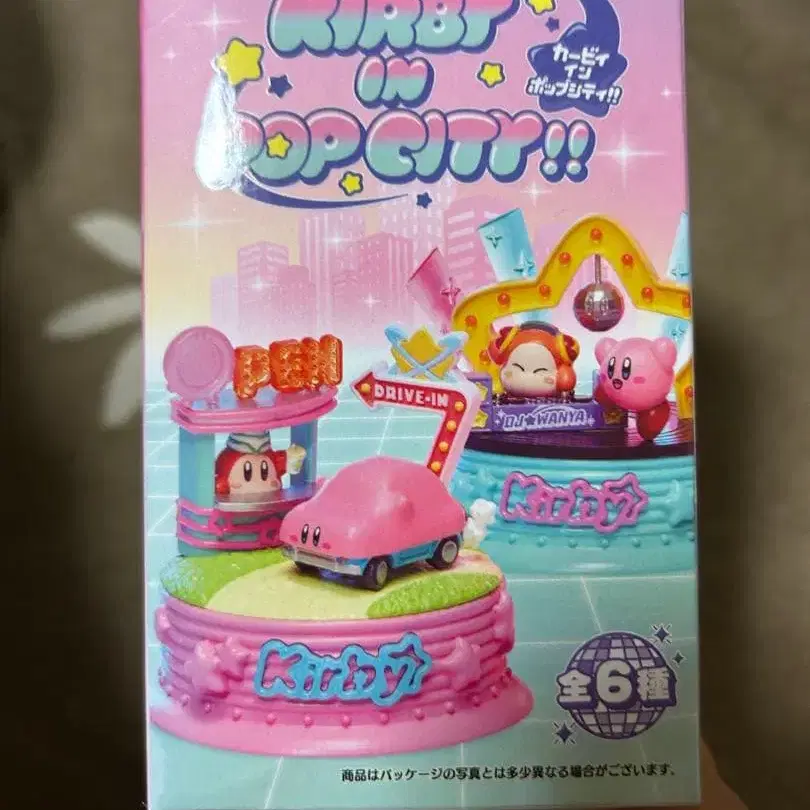 KIRBY
IN
POP CITY!!
カービィ
イン
ポップシティ!!
OPEN
DRIVE-IN
DJ★WANYA
Kirby
Kirby
全6種
商品はパッケージの写真とは多少異なる場合がございます。